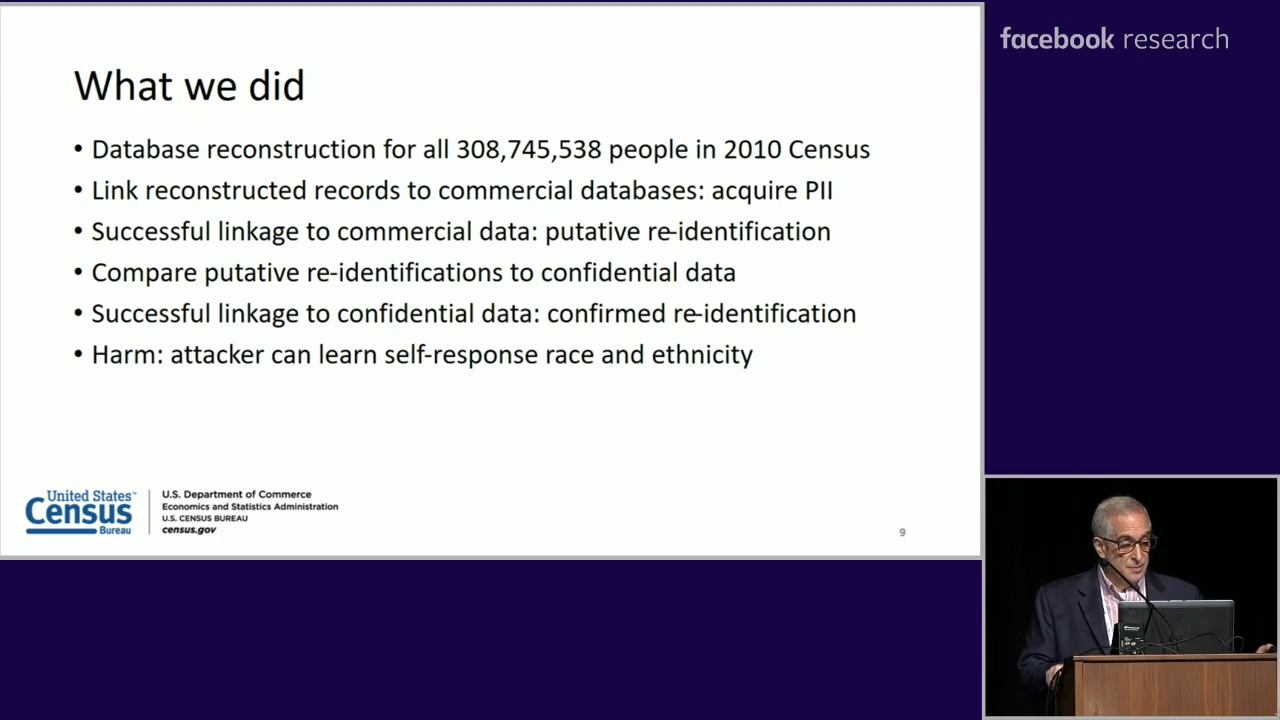 What we did
• Database reconstruction for all 308,745,538 people in 2010 Census
• Link reconstructed records to commercial databases: acquire PII
• Successful linkage to commercial data: putative re-identification
• Compare putative re-identifications to confidential data
• Successful linkage to confidential data: confirmed re-identification
• Harm: attacker can learn self-response race and ethnicity
United States™
Census
Bureau
U.S. Department of Commerce
Economics and Statistics Administration
U.S. CENSUS BUREAU
census.gov
9
facebook research